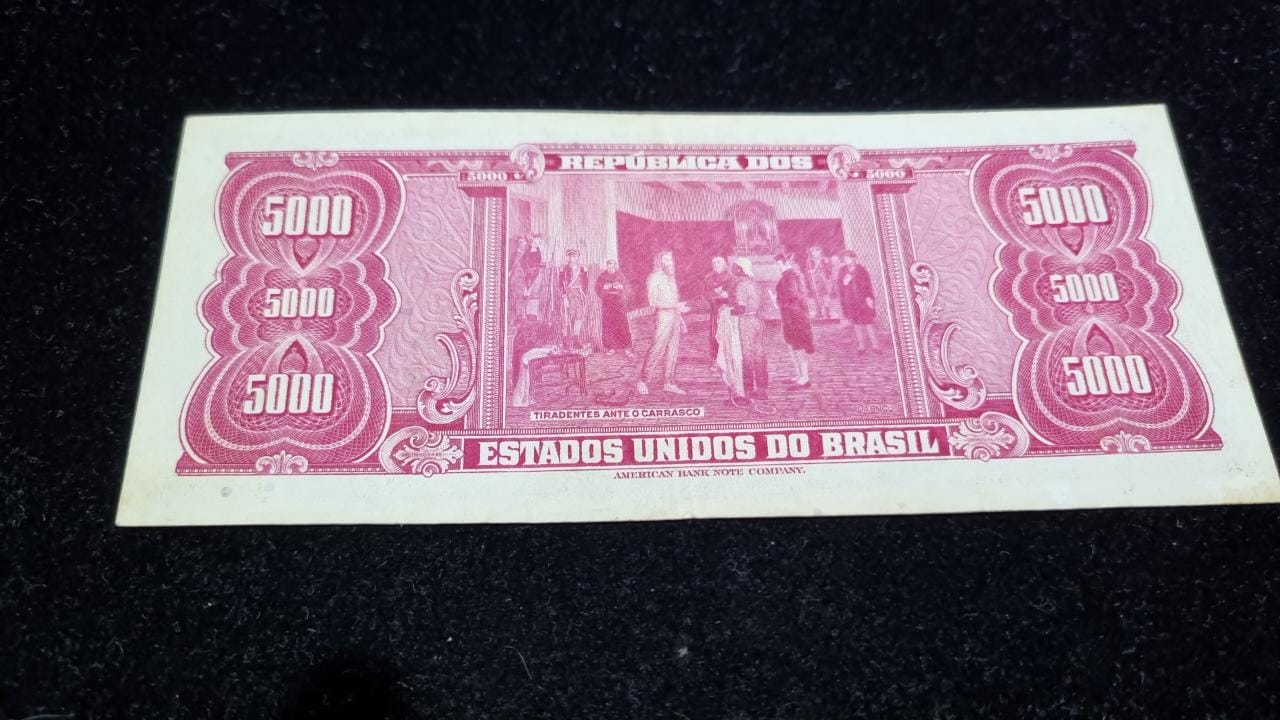 REPÚBLICA DOS
5000 5000
5000 5000
5000 5000
5000 5000
TIRADENTES ANTE O CARRASCO
ESTADOS UNIDOS DO BRASIL
AMERICAN BANK NOTE COMPANY.